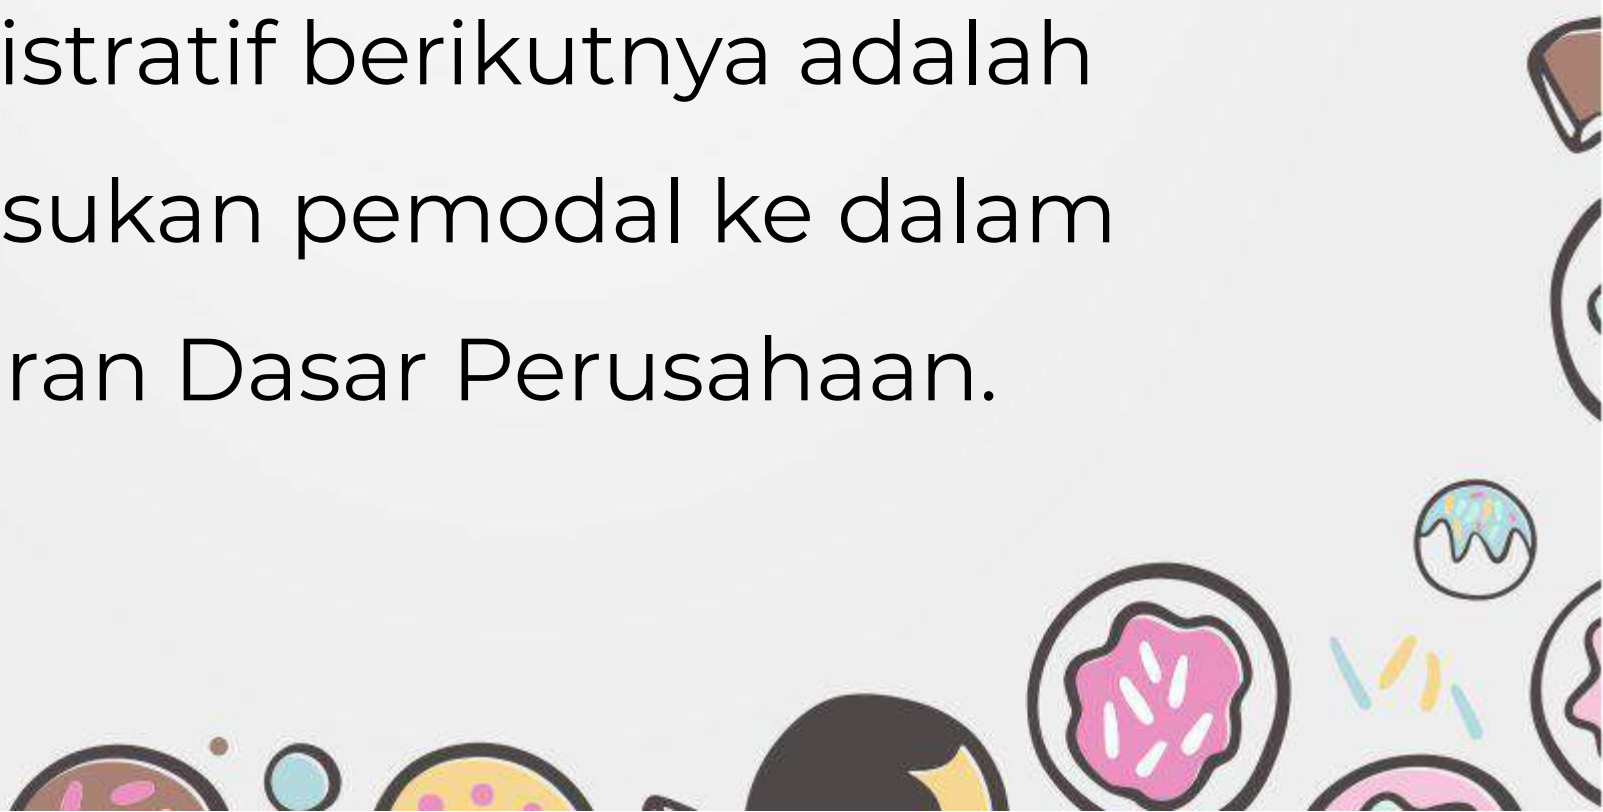 istratif berikutnya adalah
sukan pemodal ke dalam
ran Dasar Perusahaan.